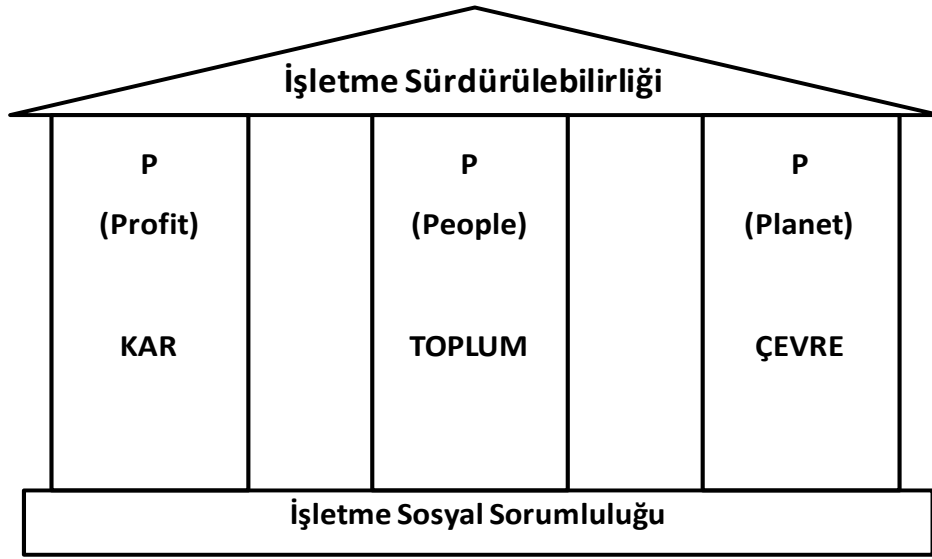 İşletme Sürdürülebilirliği
P
(Profit)
KAR
P
(People)
TOPLUM
P
(Planet)
ÇEVRE
İşletme Sosyal Sorumluluğu